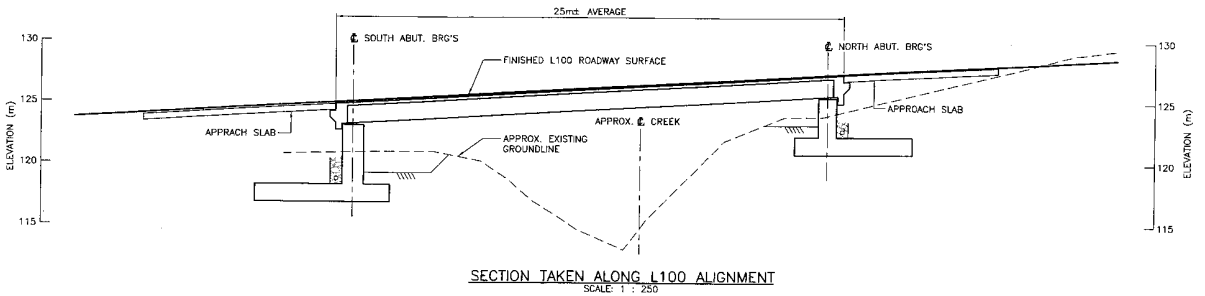 25m± AVERAGE
130
℄ SOUTH ABUT. BRG'S
℄ NORTH ABUT. BRG'S
130
FINISHED L100 ROADWAY SURFACE
ELEVATION (m)
125
APPRACH SLAB
APPROX. ℄ CREEK
APPROACH SLAB
125
ELEVATION (m)
APPROX. EXISTING
GROUNDLINE
120
120
115
115
SECTION TAKEN ALONG L100 ALIGNMENT
SCALE: 1 : 250